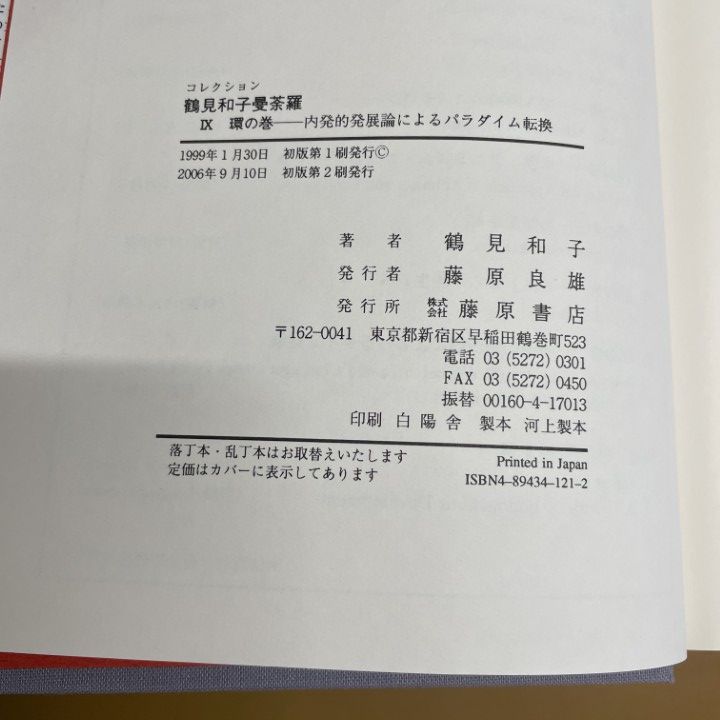 コレクション
鶴見和子曼荼羅
Ⅸ 環の巻――内発的発展論によるパラダイム転換
1999年1月30日 初版第1刷発行©
2006年9月10日 初版第2刷発行
著者 鶴見和子
発行者 藤原良雄
発行所 株式会社 藤原書店
〒162-0041 東京都新宿区早稲田鶴巻町523
電話 03 (5272) 0301
FAX 03 (5272) 0450
振替 00160-4-17013
印刷 白陽舎 製本 河上製本
落丁本・乱丁本はお取替えいたします
定価はカバーに表示してあります
Printed in Japan
ISBN4-89434-121-2